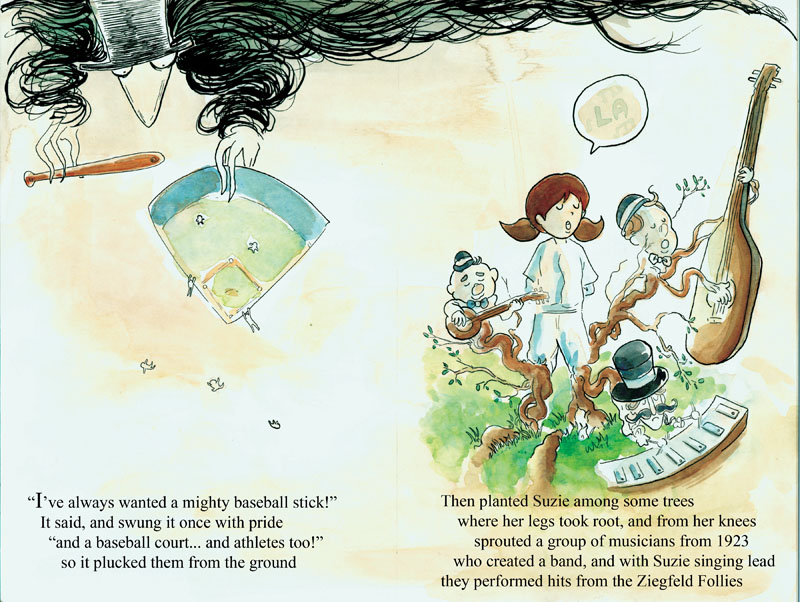 LA
“I’ve always wanted a mighty baseball stick!”
It said, and swung it once with pride
“and a baseball court... and athletes too!”
so it plucked them from the ground
Then planted Suzie among some trees
where her legs took root, and from her knees
sprouted a group of musicians from 1923
who created a band, and with Suzie singing lead
they performed hits from the Ziegfeld Follies